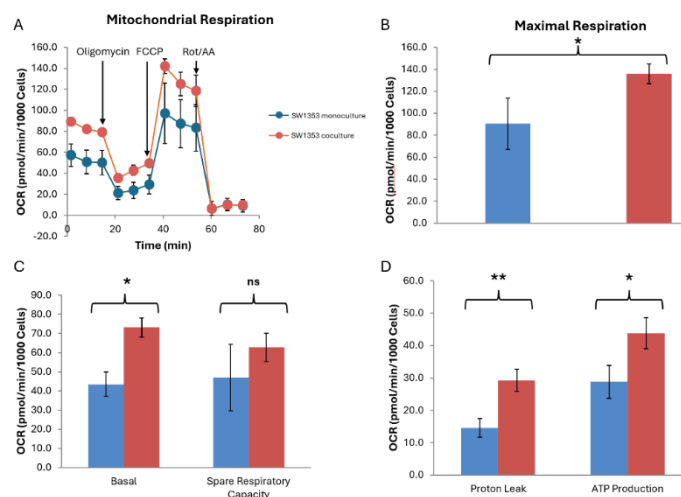 A
Mitochondrial Respiration
160.0
140.0
120.0
100.0
80.0
60.0
40.0
20.0
0.0
-20.0
OCR (pmol/min/1000 Cells)
Oligomycin
FCCP
Rot/AA
SW1353 monoculture
SW1353 coculture
0
20
40
60
80
Time (min)
B
Maximal Respiration
160.0
140.0
120.0
100.0
80.0
60.0
40.0
20.0
0.0
OCR (pmol/min/1000 Cells)
*
C
90.0
80.0
70.0
60.0
50.0
40.0
30.0
20.0
10.0
0.0
OCR (pmol/min/1000 Cells)
*
ns
Basal
Spare Respiratory
Capacity
D
60.0
50.0
40.0
30.0
20.0
10.0
0.0
OCR (pmol/min/1000 Cells)
**
*
Proton Leak
ATP Production